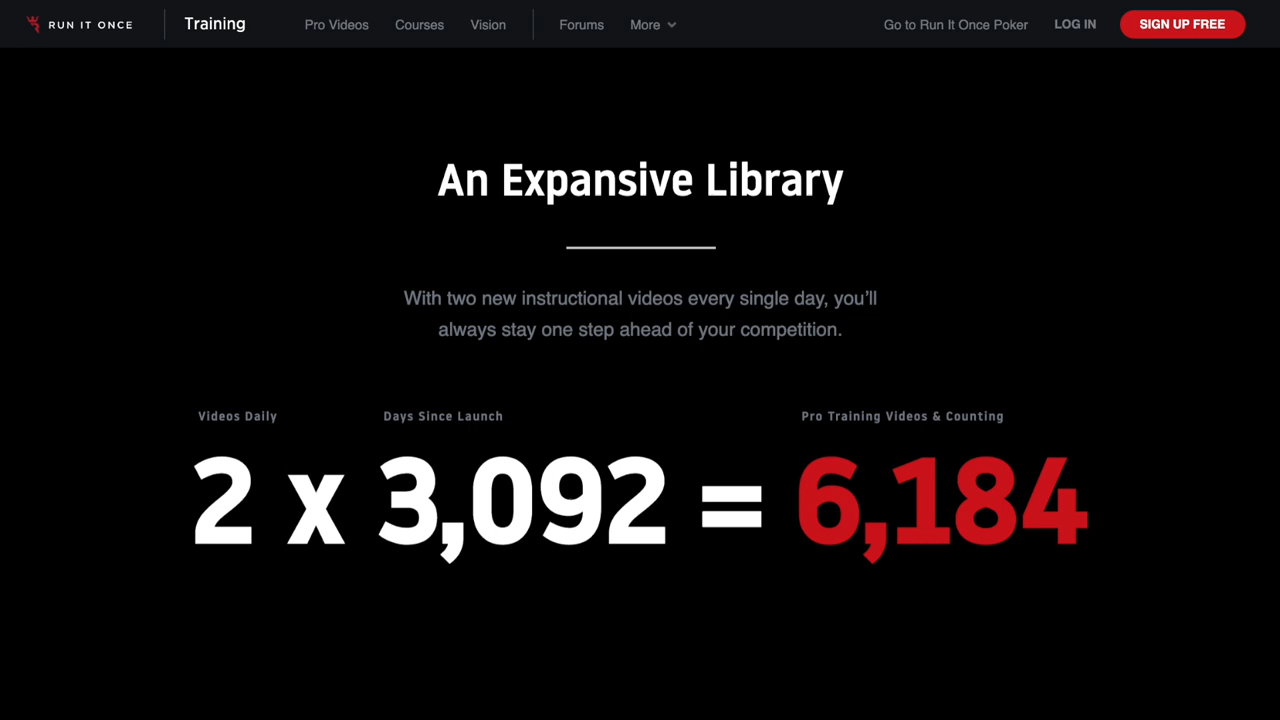 RUN IT ONCE Training Pro Videos Courses Vision Forums More Go to Run It Once Poker LOG IN SIGN UP FREE
An Expansive Library
With two new instructional videos every single day, you’ll
always stay one step ahead of your competition.
Videos Daily Days Since Launch Pro Training Videos & Counting
2 x 3,092 = 6,184